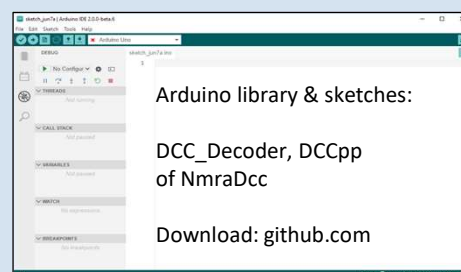 sketch_jun7a | Arduino IDE 2.0.0-beta.6
File Edit Sketch Tools Help
Arduino Uno
DEBUG
sketch_jun7a.ino
No Configur
1
THREADS
Not running
CALL STACK
Not paused
VARIABLES
Not paused
WATCH
No expressions
BREAKPOINTS
No breakpoints
Arduino library & sketches:
DCC_Decoder, DCCpp
of NmraDcc
Download: github.com